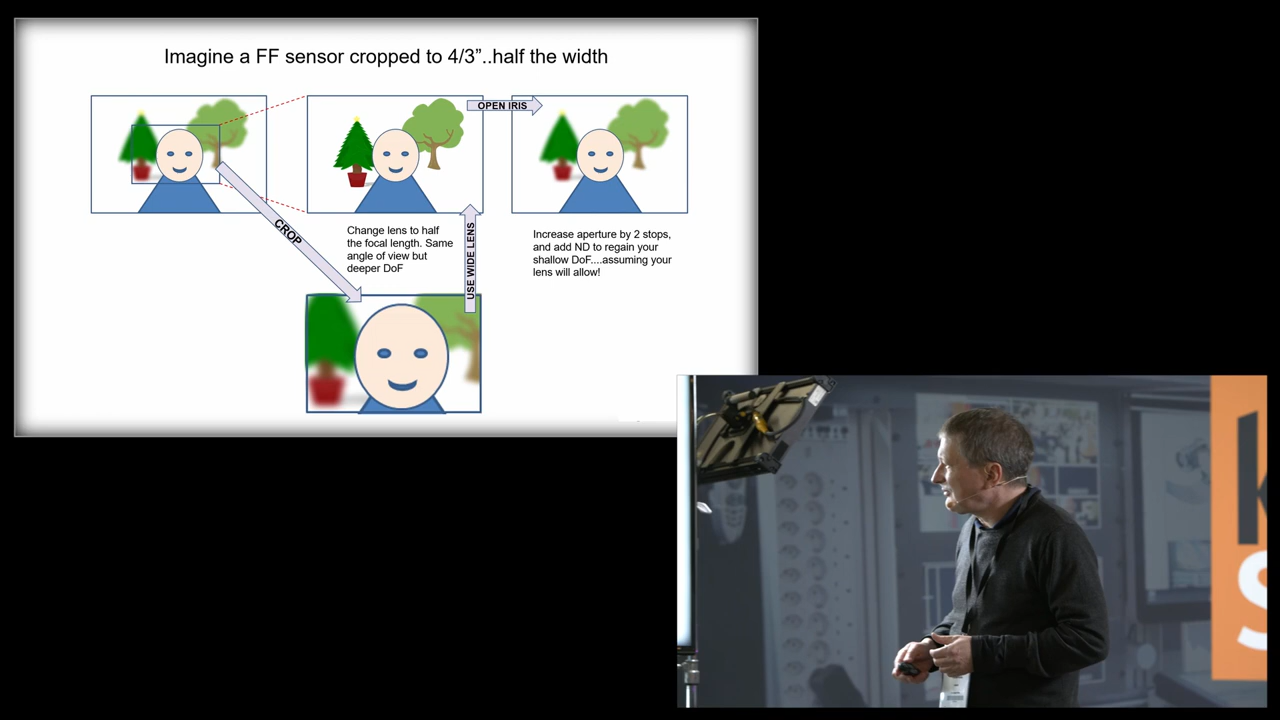 Imagine a FF sensor cropped to 4/3”..half the width
OPEN IRIS
CROP
Change lens to half
the focal length. Same
angle of view but
deeper DoF
USE WIDE LENS
Increase aperture by 2 stops,
and add ND to regain your
shallow DoF....assuming your
lens will allow!